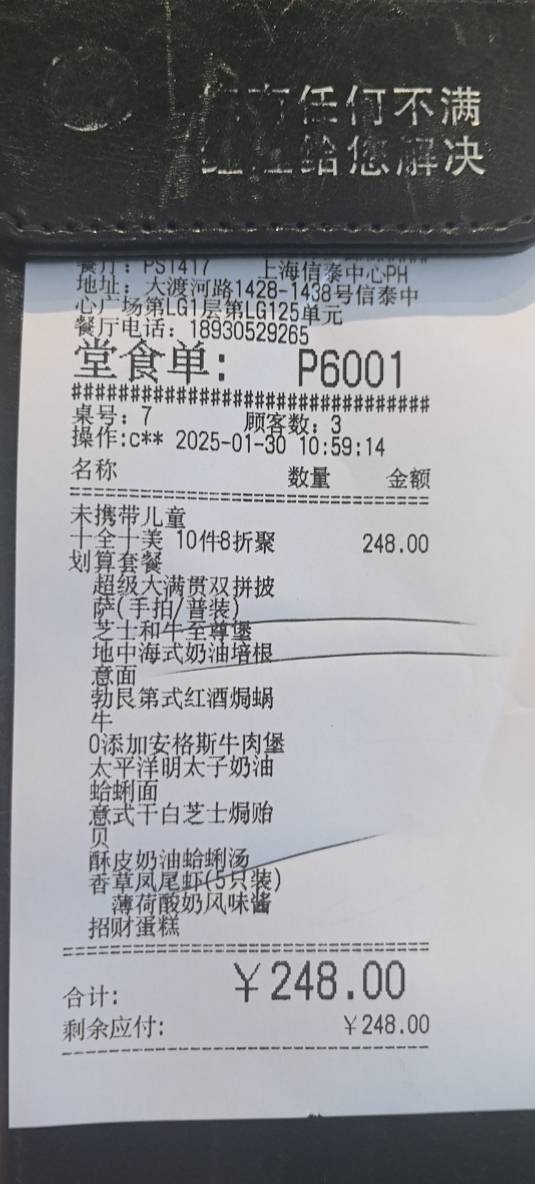 任何不满
给您解决
餐厅：PS1417 上海信泰中心PH
地址：大渡河路1428-1438号信泰中
心广场第LG1层第LG125单元
餐厅电话：18930529265
堂食单： P6001
################################
桌号：7 顾客数：3
操作:c** 2025-01-30 10:59:14
名称 数量 金额
未携带儿童
十全十美 10件8折聚 248.00
划算套餐
超级大满贯双拼披
萨(手拍/普装)
芝士和牛至尊堡
地中海式奶油培根
意面
勃艮第式红酒焗蜗
牛
0添加安格斯牛肉堡
太平洋明太子奶油
蛤蜊面
意式干白芝士焗贻
贝
酥皮奶油蛤蜊汤
香草凤尾虾(5只装)
薄荷酸奶风味酱
招财蛋糕
合计: ￥248.00
剩余应付: ￥248.00